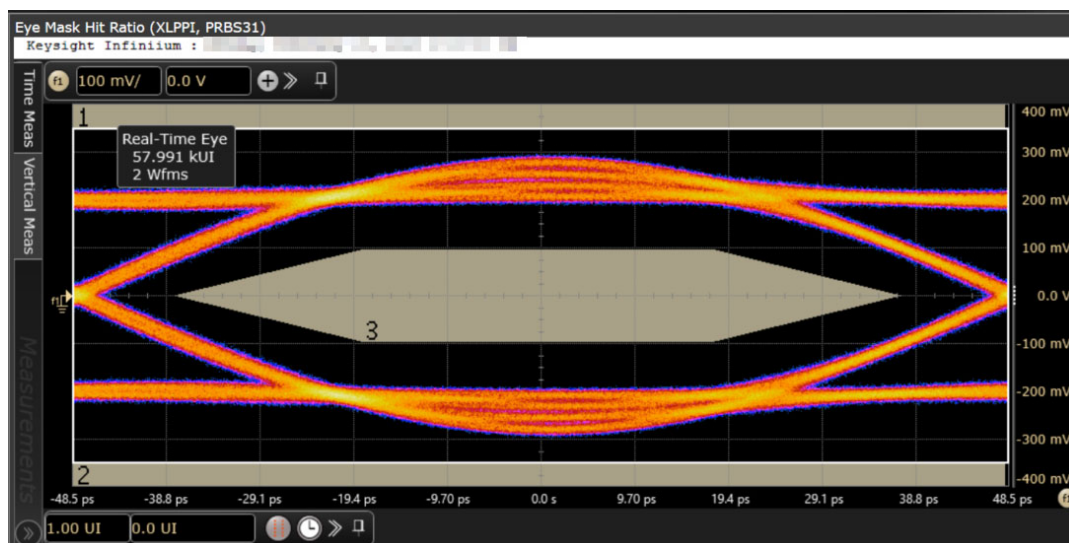 Eye Mask Hit Ratio (XLPPI, PRBS31)
Keysight Infiniium :
f1 100 mV/ 0.0 V
Time Meas
Vertical Meas
Measurements
1
Real-Time Eye
57.991 kUI
2 Wfms
3
2
400 mV
300 mV
200 mV
100 mV
0.0 V
-100 mV
-200 mV
-300 mV
-400 mV
f1
-48.5 ps -38.8 ps -29.1 ps -19.4 ps -9.70 ps 0.0 s 9.70 ps 19.4 ps 29.1 ps 38.8 ps 48.5 ps
1.00 UI 0.0 UI